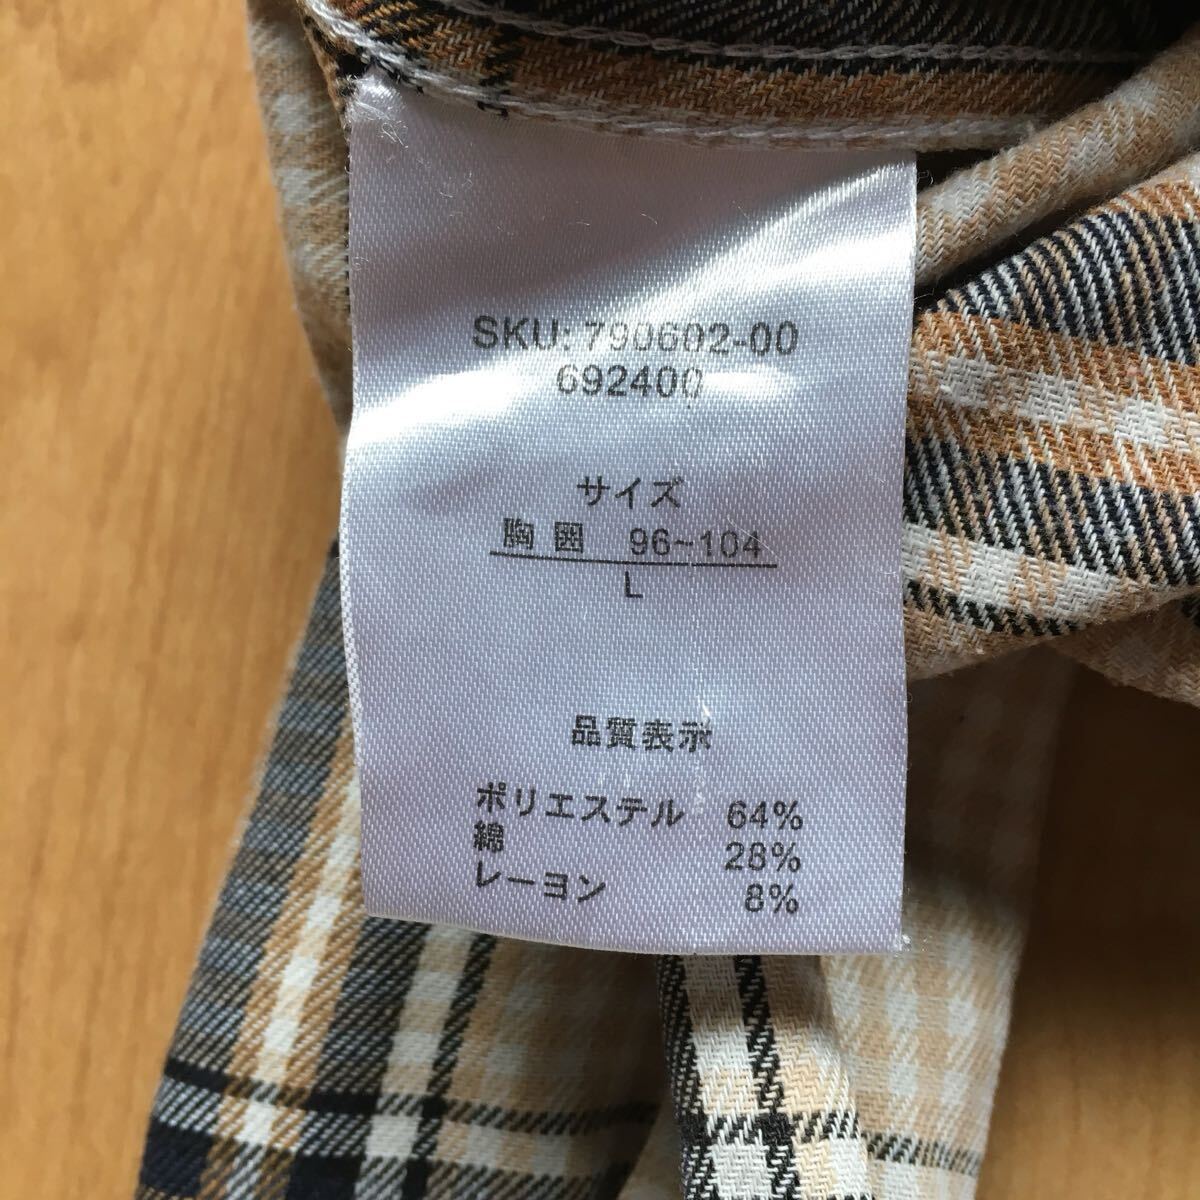 SKU: 790602-00
692400
サイズ
胸囲 96~104
L
品質表示
ポリエステル 64%
綿 28%
レーヨン 8%